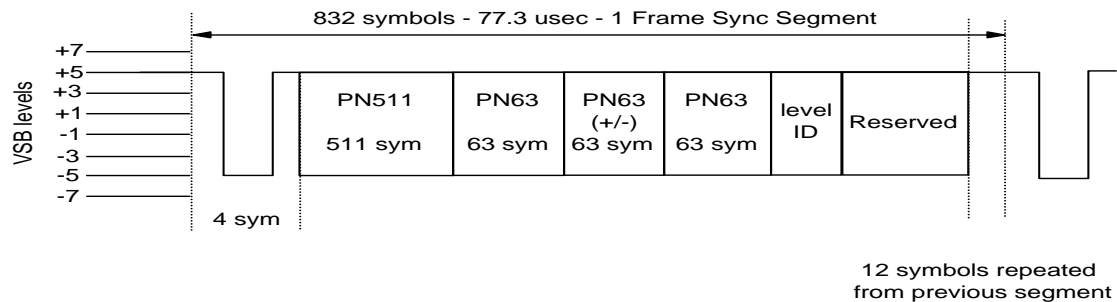 832 symbols - 77.3 usec - 1 Frame Sync Segment
VSB levels
+7
+5
+3
+1
-1
-3
-5
-7
PN511
511 sym
PN63
63 sym
PN63
(+/-)
63 sym
PN63
63 sym
level
ID
Reserved
4 sym
12 symbols repeated
from previous segment